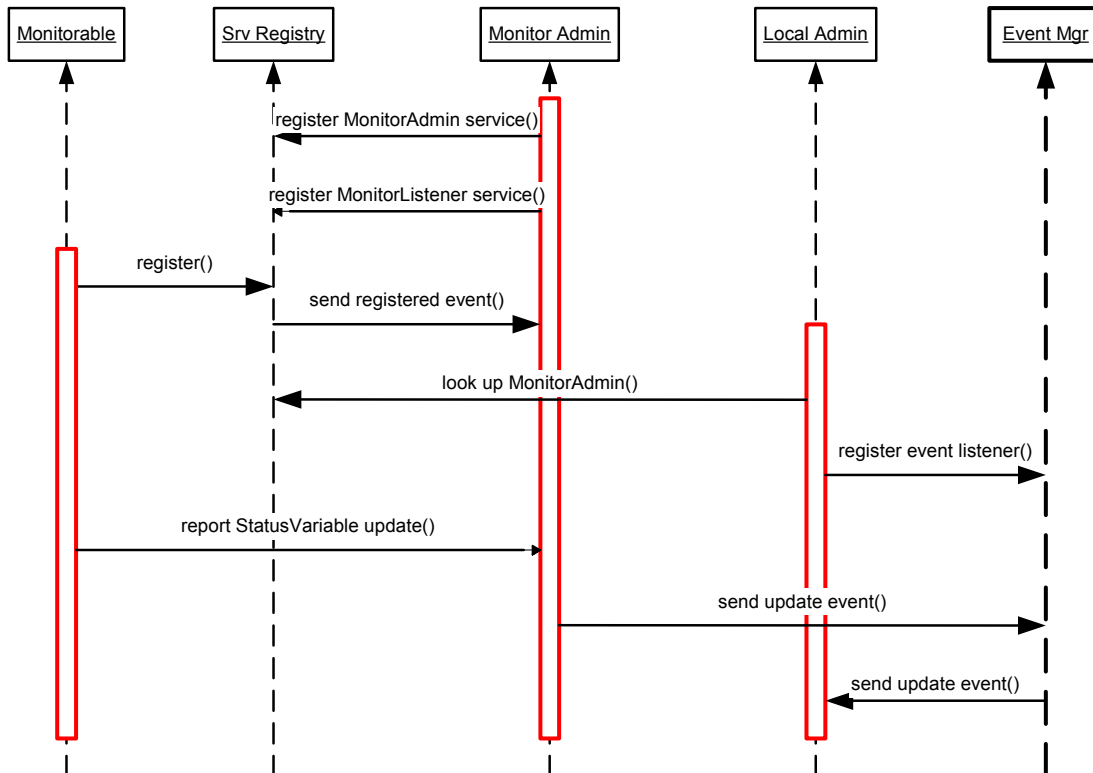 Monitorable
Srv Registry
Monitor Admin
Local Admin
Event Mgr
register MonitorAdmin service()
register MonitorListener service()
register()
send registered event()
look up MonitorAdmin()
register event listener()
report StatusVariable update()
send update event()
send update event()